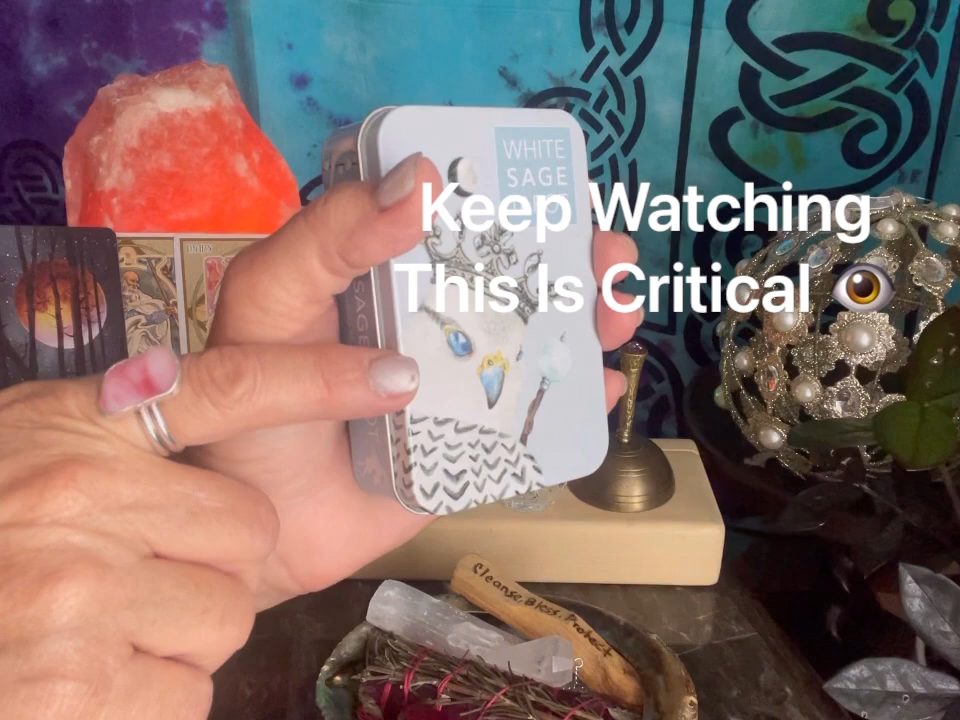 WHITE
SAGE
Keep Watching
This Is Critical 👁
Cleanse, Bless, Protect